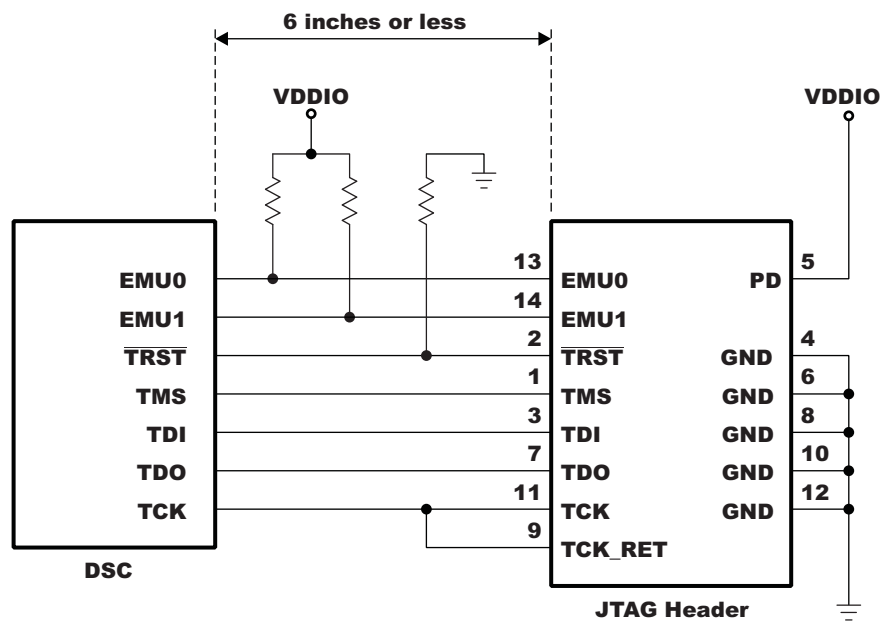 6 inches or less
VDDIO
VDDIO
13
5
EMU0
EMU0
PD
14
EMU1
EMU1
2
4
TRST
TRST
GND
1
6
TMS
TMS
GND
3
8
TDI
TDI
GND
7
10
TDO
TDO
GND
11
12
TCK
TCK
GND
9
TCK_RET
DSC
JTAG Header